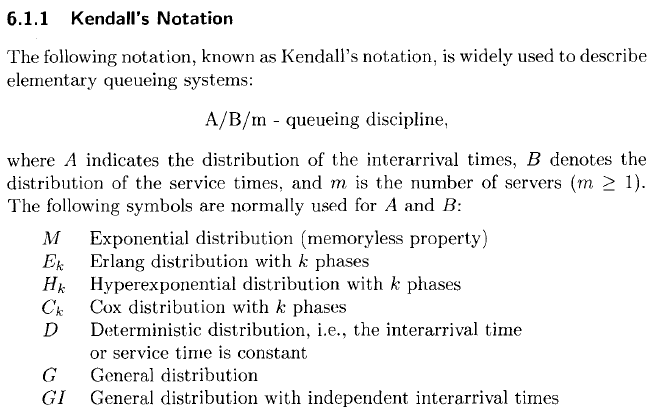 6.1.1 Kendall's Notation
The following notation, known as Kendall's notation, is widely used to describe
elementary queueing systems:
A/B/m - queueing discipline,
where A indicates the distribution of the interarrival times, B denotes the
distribution of the service times, and m is the number of servers (m ≥ 1).
The following symbols are normally used for A and B:
M Exponential distribution (memoryless property)
Eₖ Erlang distribution with k phases
Hₖ Hyperexponential distribution with k phases
Cₖ Cox distribution with k phases
D Deterministic distribution, i.e., the interarrival time
or service time is constant
G General distribution
GI General distribution with independent interarrival times